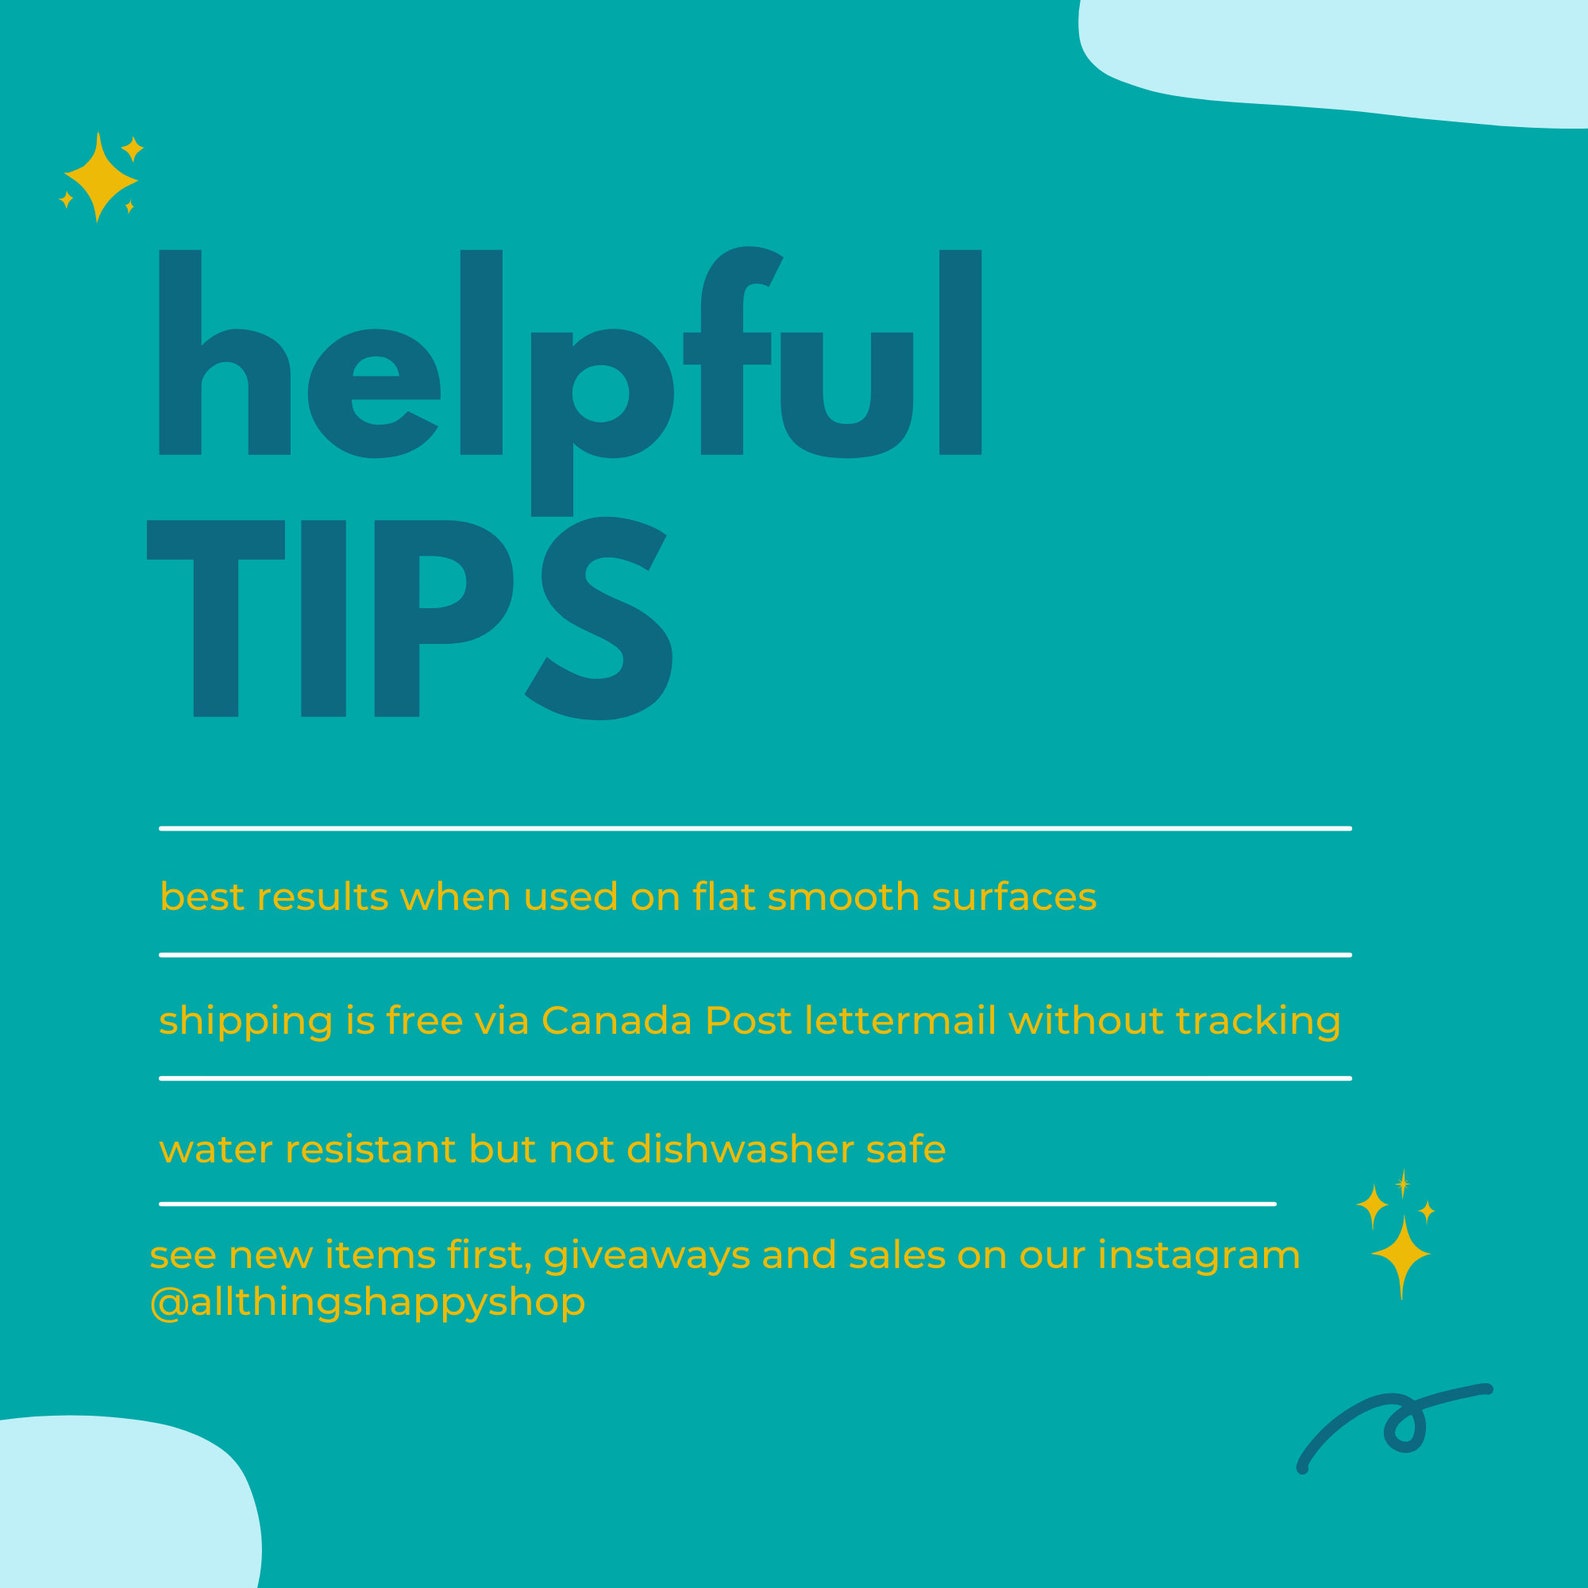 helpful
TIPS
best results when used on flat smooth surfaces
shipping is free via Canada Post lettermail without tracking
water resistant but not dishwasher safe
see new items first, giveaways and sales on our instagram
@allthingshappyshop